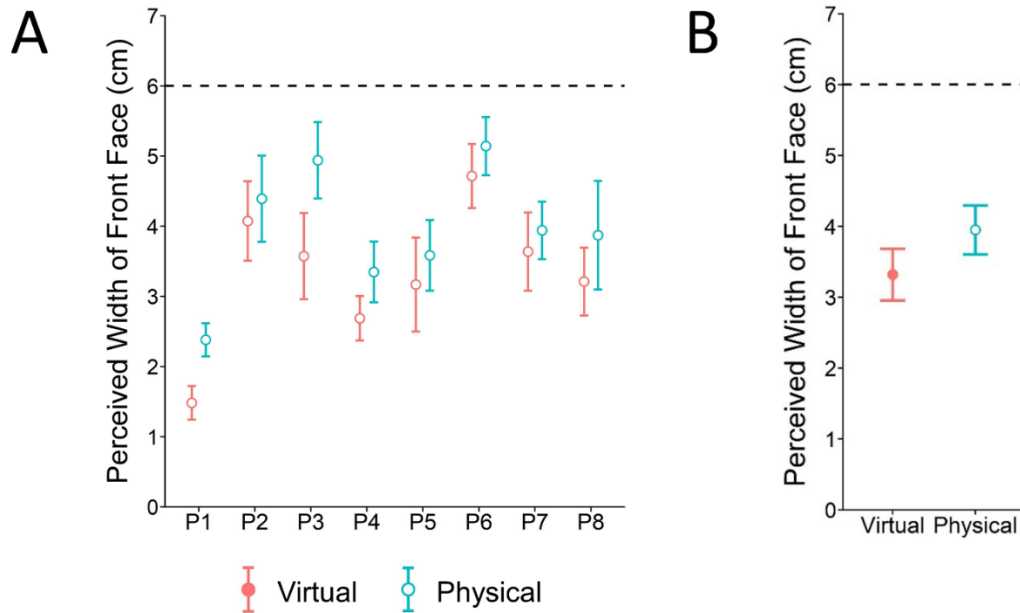 A
Perceived Width of Front Face (cm)
7
6
5
4
3
2
1
0
P1 P2 P3 P4 P5 P6 P7 P8
Virtual Physical
B
Perceived Width of Front Face (cm)
7
6
5
4
3
2
1
0
Virtual Physical